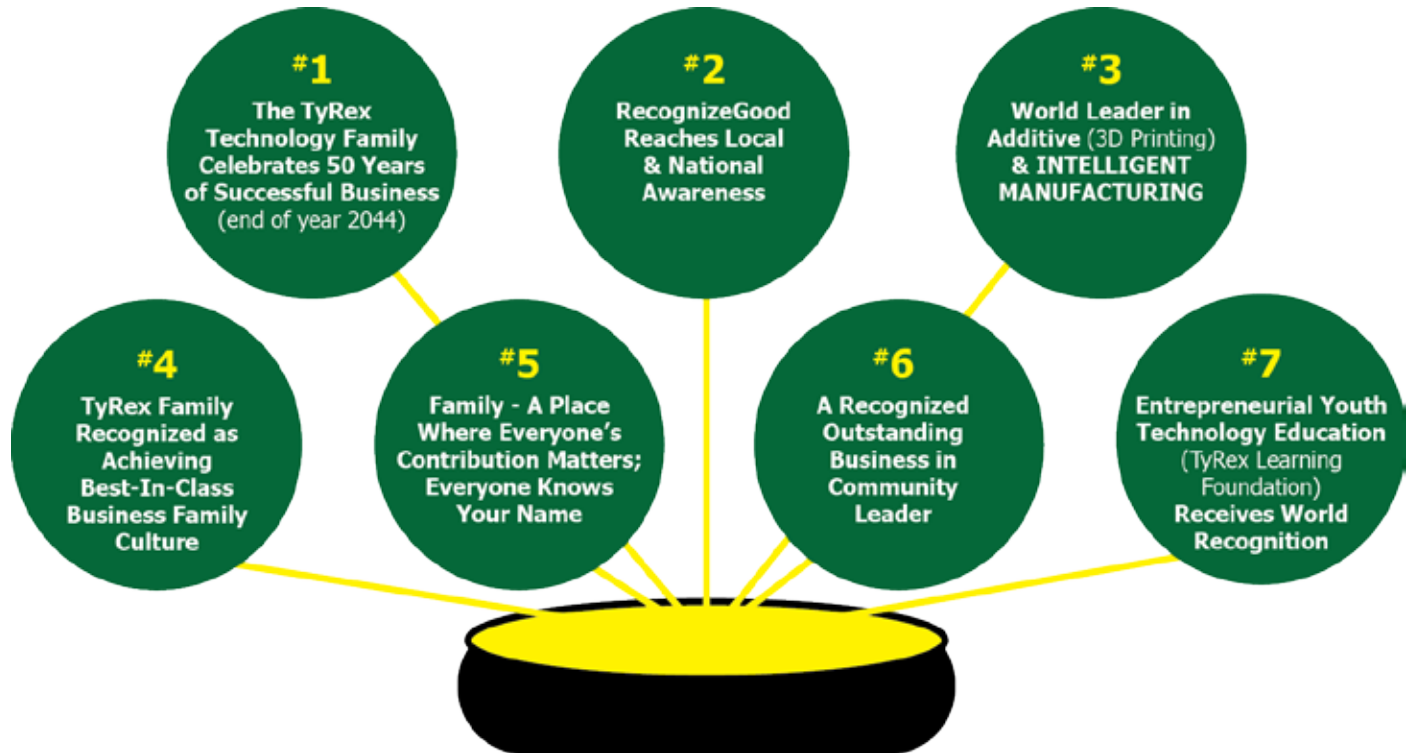 #1
The TyRex
Technology Family
Celebrates 50 Years
of Successful Business
(end of year 2044)
#2
RecognizeGood
Reaches Local
& National
Awareness
#3
World Leader in
Additive (3D Printing)
& INTELLIGENT
MANUFACTURING
#4
TyRex Family
Recognized as
Achieving
Best-In-Class
Business Family
Culture
#5
Family - A Place
Where Everyone's
Contribution Matters;
Everyone Knows
Your Name
#6
A Recognized
Outstanding
Business in
Community
Leader
#7
Entrepreneurial Youth
Technology Education
(TyRex Learning
Foundation)
Receives World
Recognition